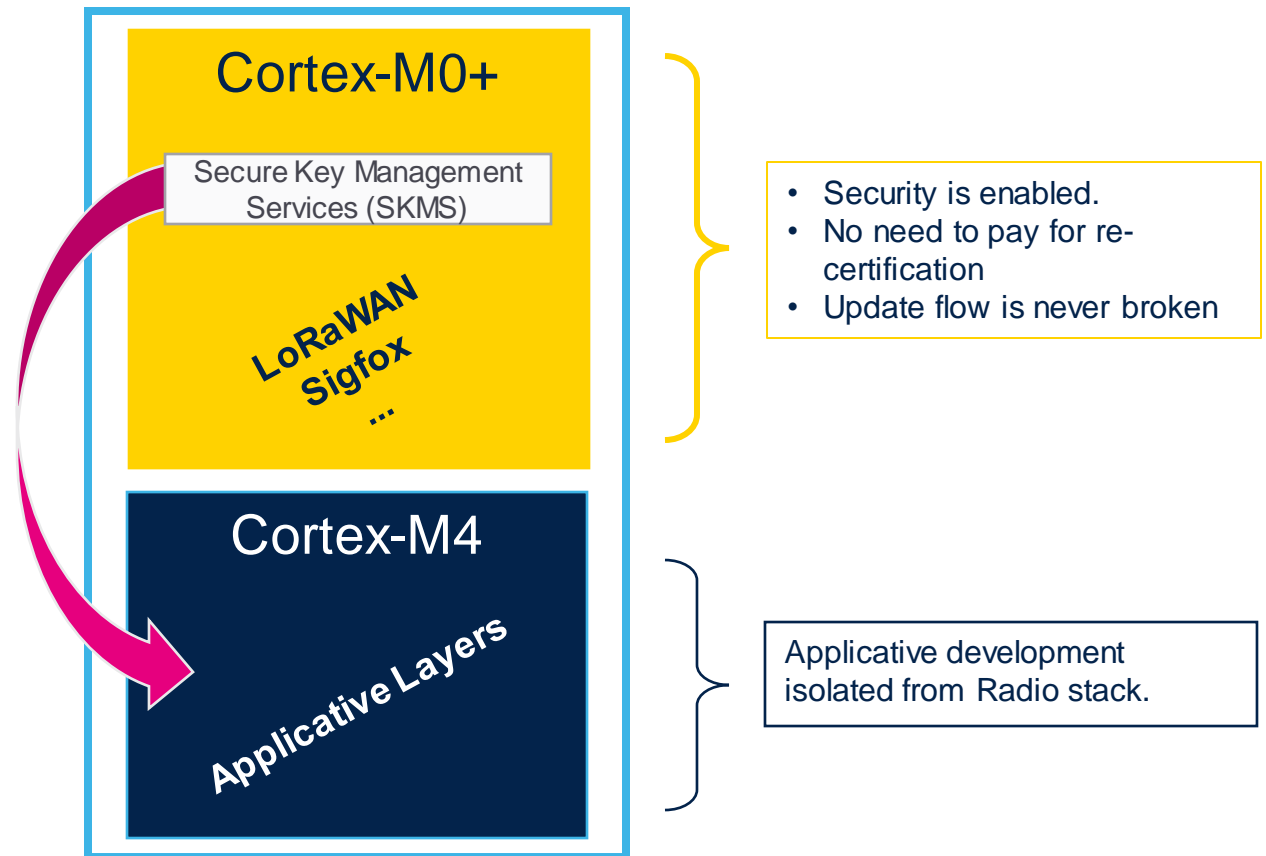 Cortex-M0+
Secure Key Management
Services (SKMS)
LoRaWAN
Sigfox
...
• Security is enabled.
• No need to pay for re-
certification
• Update flow is never broken
Cortex-M4
Applicative Layers
Applicative development
isolated from Radio stack.